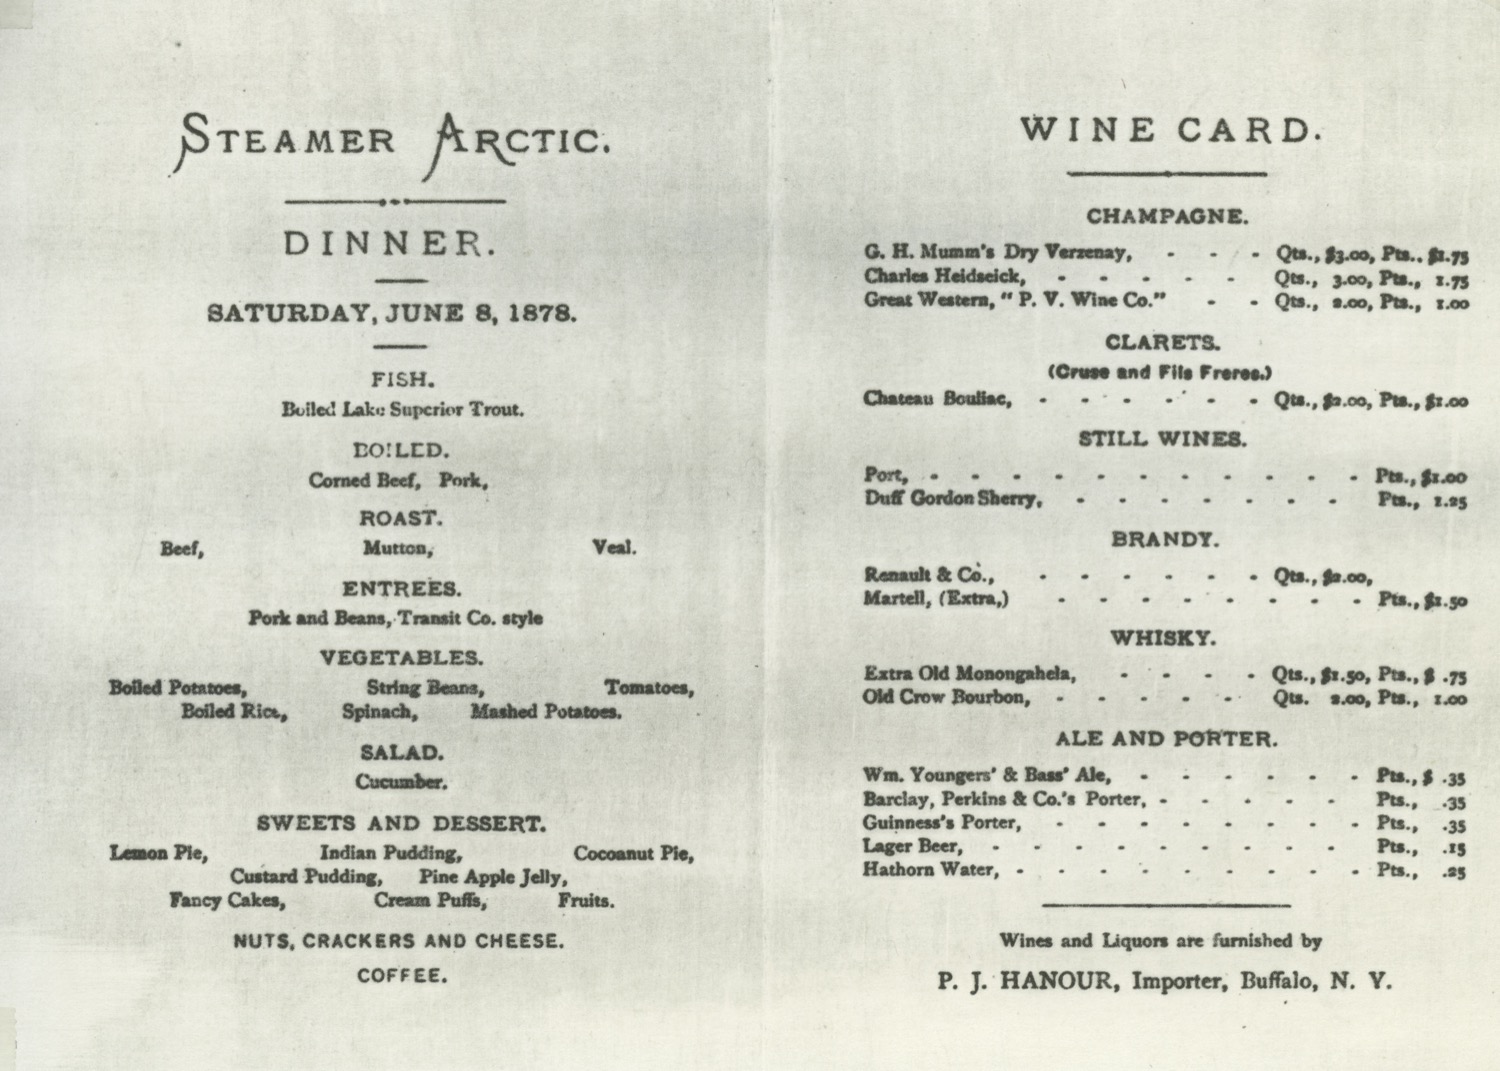 STEAMER ARCTIC.
DINNER.
SATURDAY, JUNE 8, 1878.
FISH.
Boiled Lake Superior Trout.
BOILED.
Corned Beef, Pork,
ROAST.
Beef, Mutton, Veal.
ENTREES.
Pork and Beans, Transit Co. style
VEGETABLES.
Boiled Potatoes, String Beans, Tomatoes,
Boiled Rice, Spinach, Mashed Potatoes.
SALAD.
Cucumber.
SWEETS AND DESSERT.
Lemon Pie, Indian Pudding, Cocoanut Pie,
Custard Pudding, Pine Apple Jelly,
Fancy Cakes, Cream Puffs, Fruits.
NUTS, CRACKERS AND CHEESE.
COFFEE.
WINE CARD.
CHAMPAGNE.
G. H. Mumm's Dry Verzenay, - - - Qts., $3.00, Pts.. $1.75
Charles Heidseick, - - - - - Qts., 3.00, Pts., 1.75
Great Western, "P. V. Wine Co." - - Qts., 2.00, Pts., 1.00
CLARETS.
(Cruse and Fils Freres.)
Chateau Bouliac, - - - - - - Qts., $2.00, Pts., $1.00
STILL WINES.
Port, - - - - - - - - - - - Pts., $1.00
Duff Gordon Sherry, - - - - - - - Pts., 1.25
BRANDY.
Renault & Co., - - - - - - Qts., $2.00,
Martell, (Extra,) - - - - - - - - Pts., $1.50
WHISKY.
Extra Old Monongahela, - - - - Qts., $1.50, Pts., $ .75
Old Crow Bourbon, - - - - - Qts. 2.00, Pts., 1.00
ALE AND PORTER.
Wm. Youngers' & Bass' Ale, - - - - - - Pts., $ .35
Barclay, Perkins & Co.'s Porter, - - - - - Pts., .35
Guinness's Porter, - - - - - - - - Pts., .35
Lager Beer, - - - - - - - - - Pts., .15
Hathorn Water, - - - - - - - - - Pts., .25
Wines and Liquors are furnished by
P. J. HANOUR, Importer, Buffalo, N. Y.